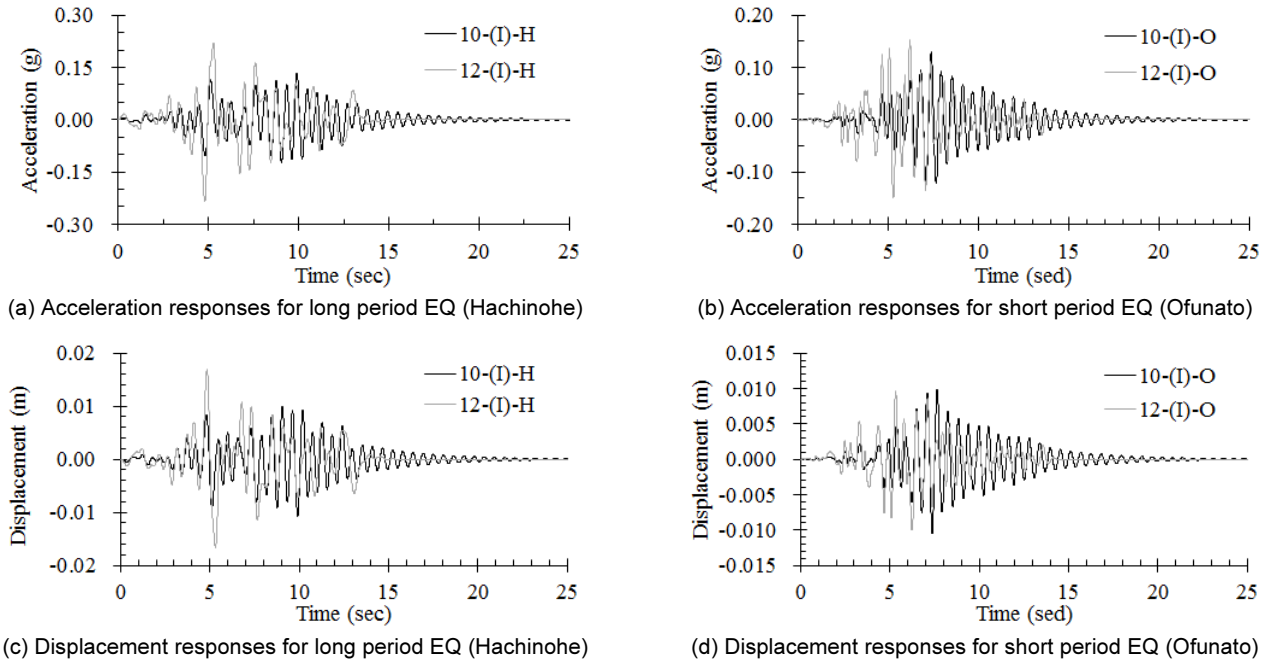 0.30
0.15
0.00
-0.15
-0.30
Acceleration (g)
10-(I)-H
12-(I)-H
0 5 10 15 20 25
Time (sec)
(a) Acceleration responses for long period EQ (Hachinohe)
0.20
0.10
0.00
-0.10
-0.20
Acceleration (g)
10-(I)-O
12-(I)-O
0 5 10 15 20 25
Time (sed)
(b) Acceleration responses for short period EQ (Ofunato)
0.02
0.01
0.00
-0.01
-0.02
Displacement (m)
10-(I)-H
12-(I)-H
0 5 10 15 20 25
Time (sec)
(c) Displacement responses for long period EQ (Hachinohe)
0.015
0.010
0.005
0.000
-0.005
-0.010
-0.015
Displacement (m)
10-(I)-O
12-(I)-O
0 5 10 15 20 25
Time (sed)
(d) Displacement responses for short period EQ (Ofunato)